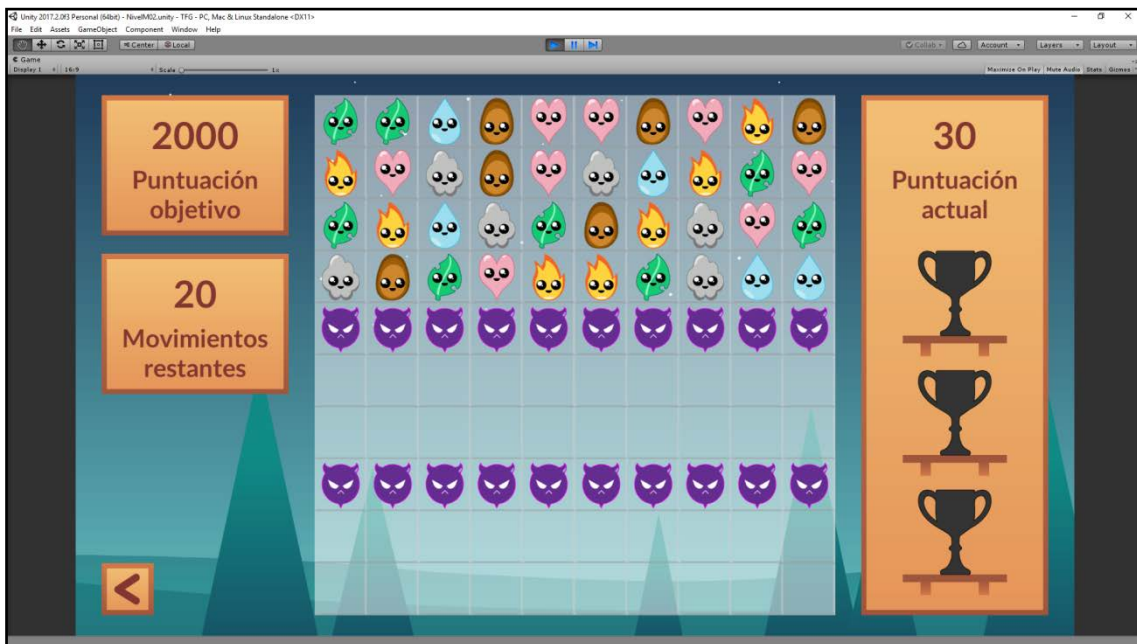 Unity 2017.2.0f3 Personal (64bit) - NivelM02.unity - TFG - PC, Mac & Linux Standalone <DX11>
File Edit Assets GameObject Component Window Help
Center Local Collab Account Layers Layout
Game
Display 1 16:9 Scale 1x Maximize On Play Mute Audio Stats Gizmos
2000
Puntuación
objetivo
20
Movimientos
restantes
30
Puntuación
actual